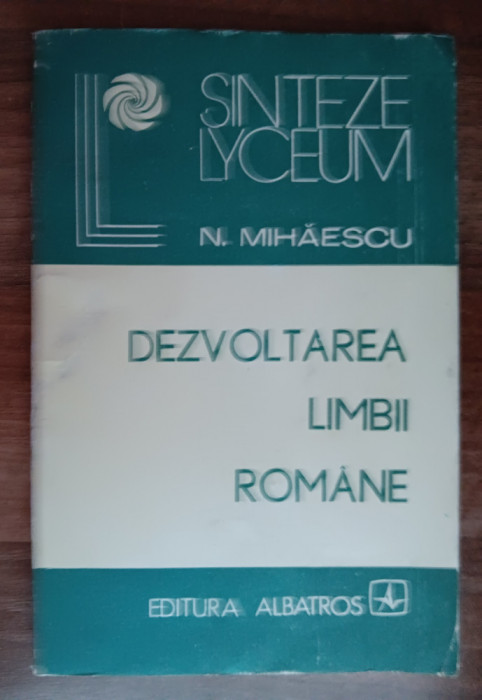 SINTEZE
LYCEUM
N. MIHĂESCU
DEZVOLTAREA
LIMBII
ROMÂNE
EDITURA ALBATROS